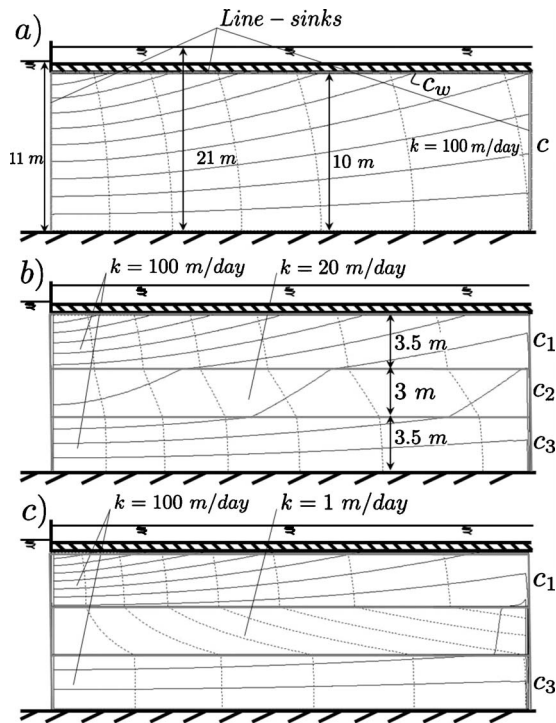 a)
Line – sinks
c_w
11 m
21 m
10 m
k = 100 m/day
c
b)
k = 100 m/day
k = 20 m/day
3.5 m
c_1
3 m
c_2
3.5 m
c_3
c)
k = 100 m/day
k = 1 m/day
c_1
c_3